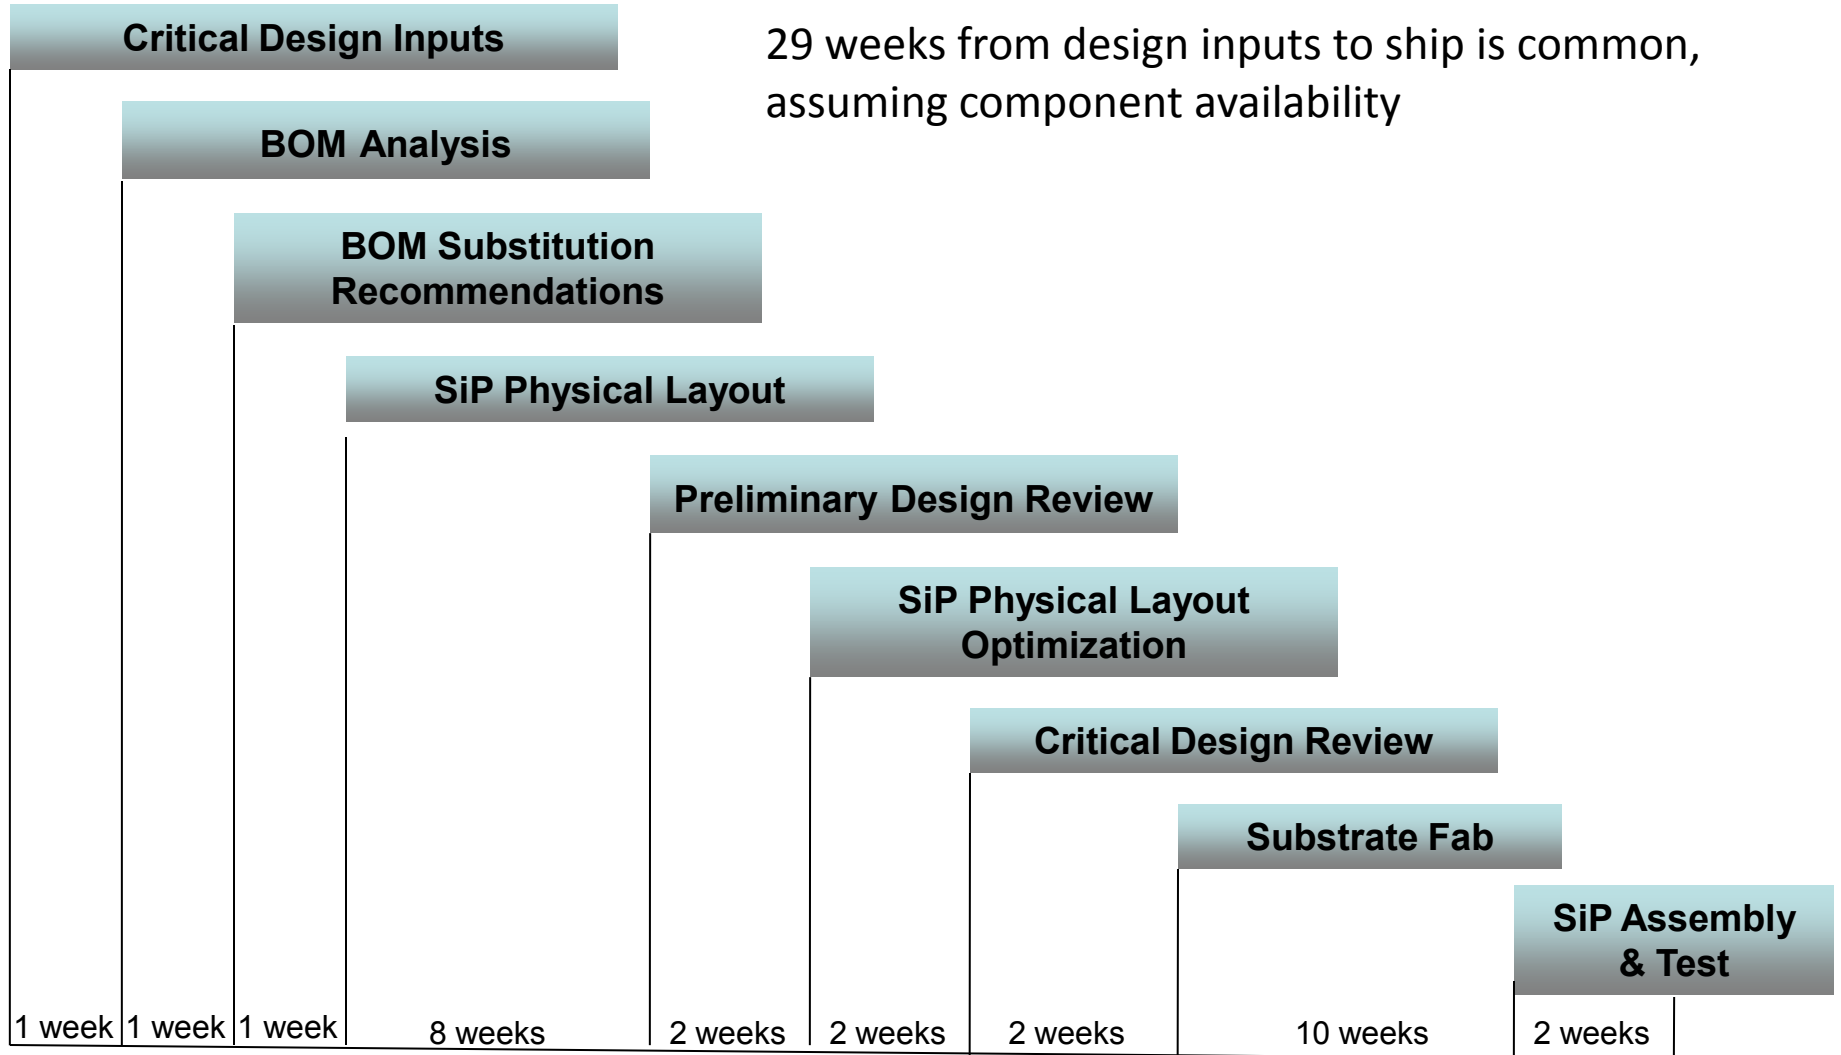 Critical Design Inputs
29 weeks from design inputs to ship is common,
assuming component availability
BOM Analysis
BOM Substitution
Recommendations
SiP Physical Layout
Preliminary Design Review
SiP Physical Layout
Optimization
Critical Design Review
Substrate Fab
SiP Assembly
& Test
1 week
1 week
1 week
8 weeks
2 weeks
2 weeks
2 weeks
10 weeks
2 weeks